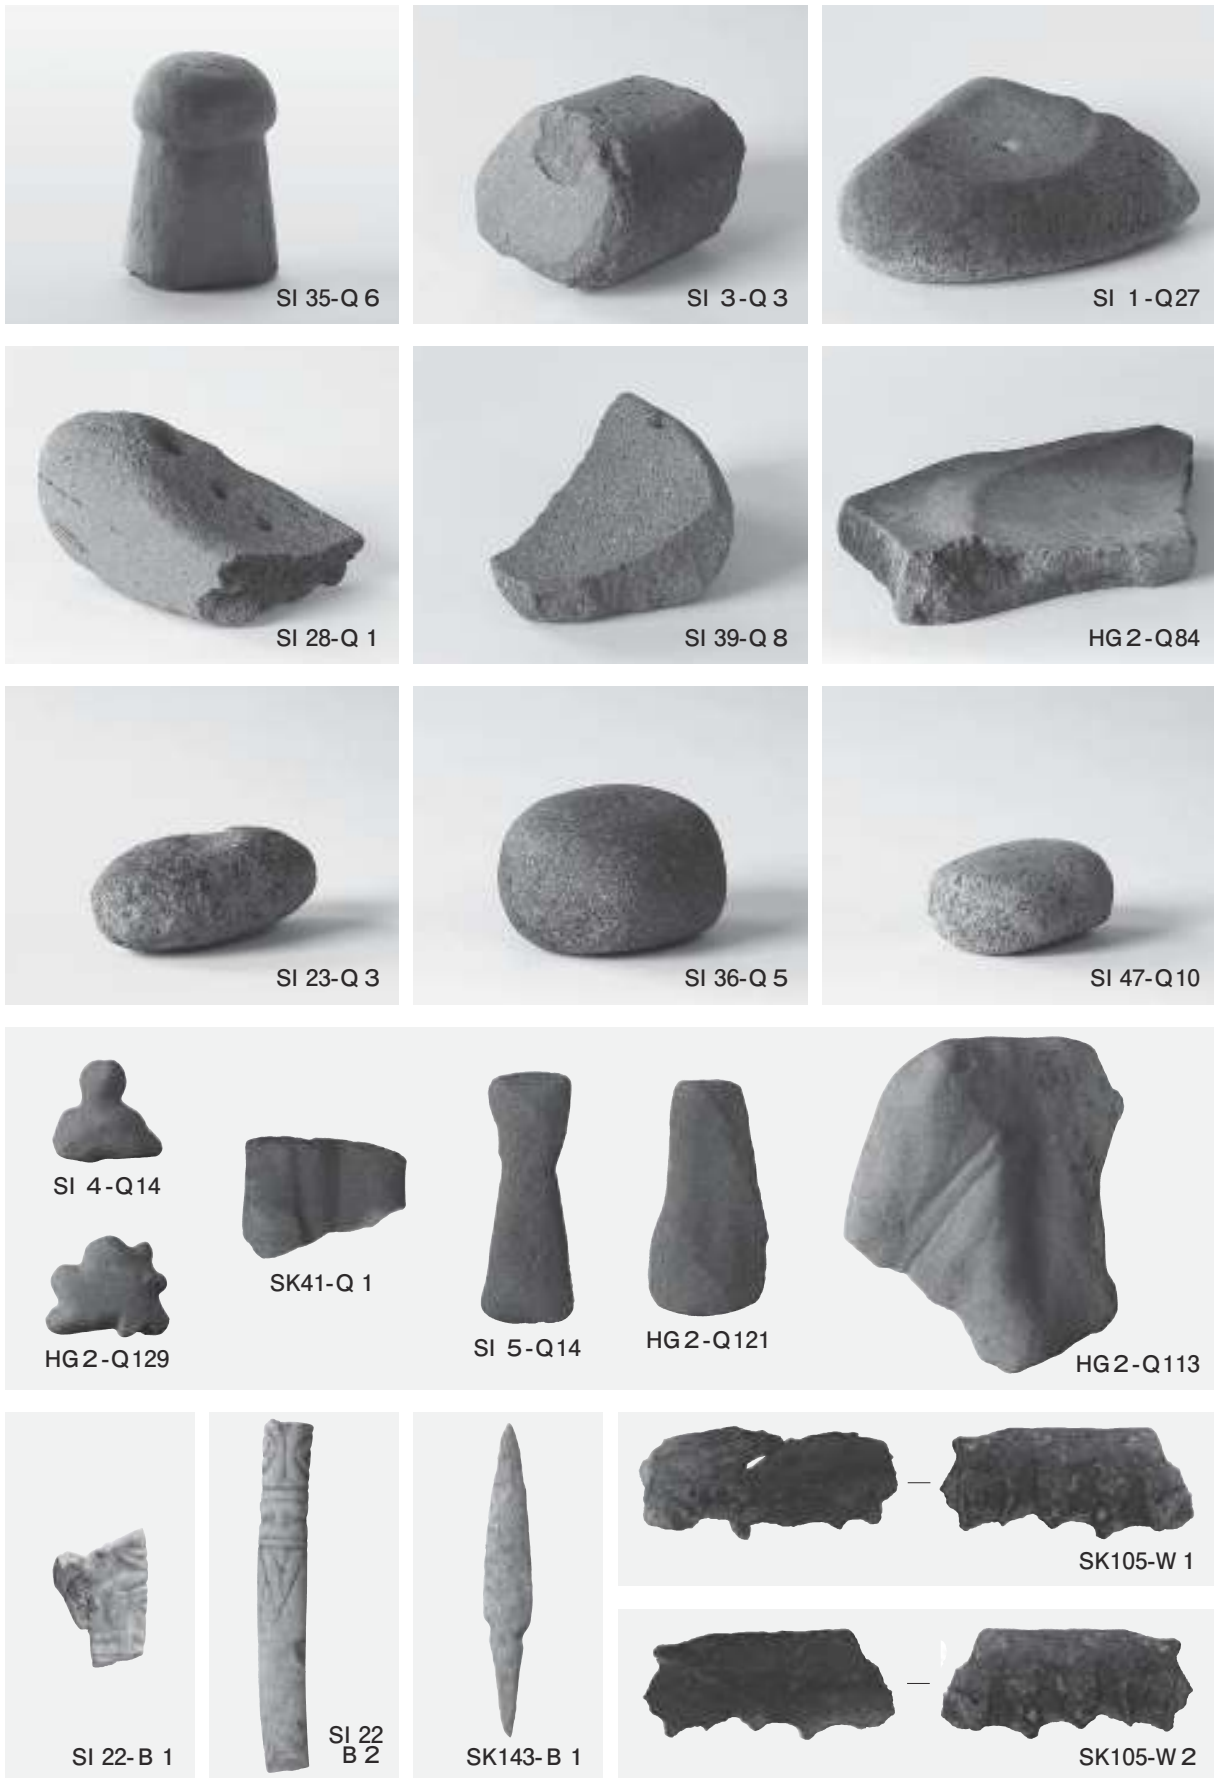 SI 35-Q 6
SI 3-Q 3
SI 1-Q27
SI 28-Q 1
SI 39-Q 8
HG 2-Q84
SI 23-Q 3
SI 36-Q 5
SI 47-Q10
SI 4-Q14
SK41-Q 1
HG 2-Q129
SI 5-Q14
HG 2-Q121
HG 2-Q113
SI 22-B 1
SI 22
B 2
SK143-B 1
SK105-W 1
SK105-W 2